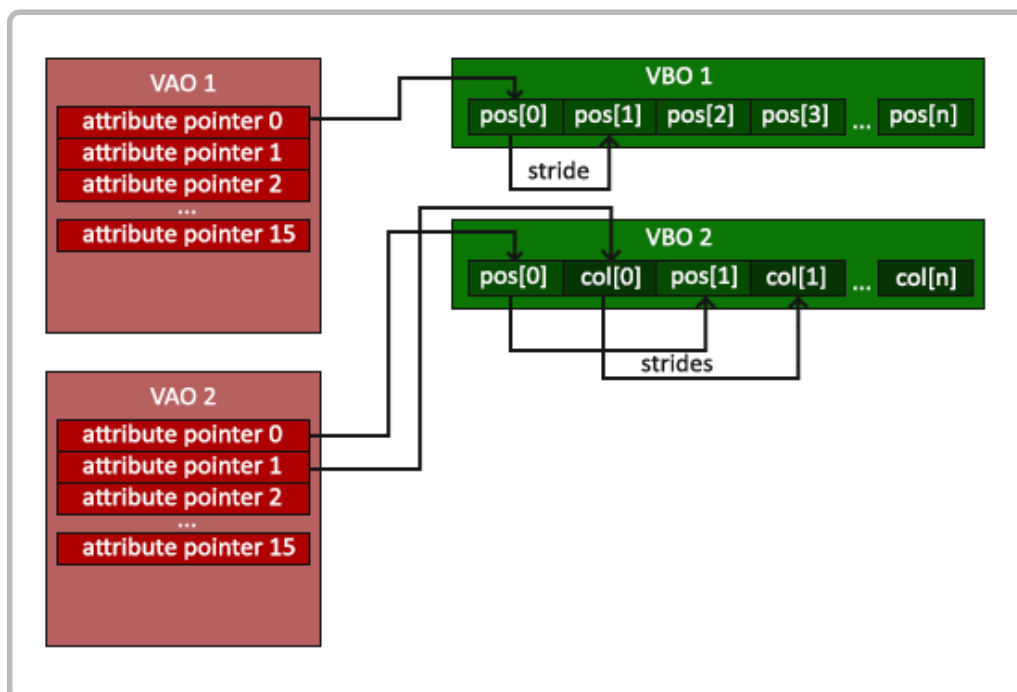 VAO 1
attribute pointer 0
attribute pointer 1
attribute pointer 2
...
attribute pointer 15
VBO 1
pos[0] pos[1] pos[2] pos[3] ... pos[n]
stride
VBO 2
pos[0] col[0] pos[1] col[1] ... col[n]
strides
VAO 2
attribute pointer 0
attribute pointer 1
attribute pointer 2
...
attribute pointer 15